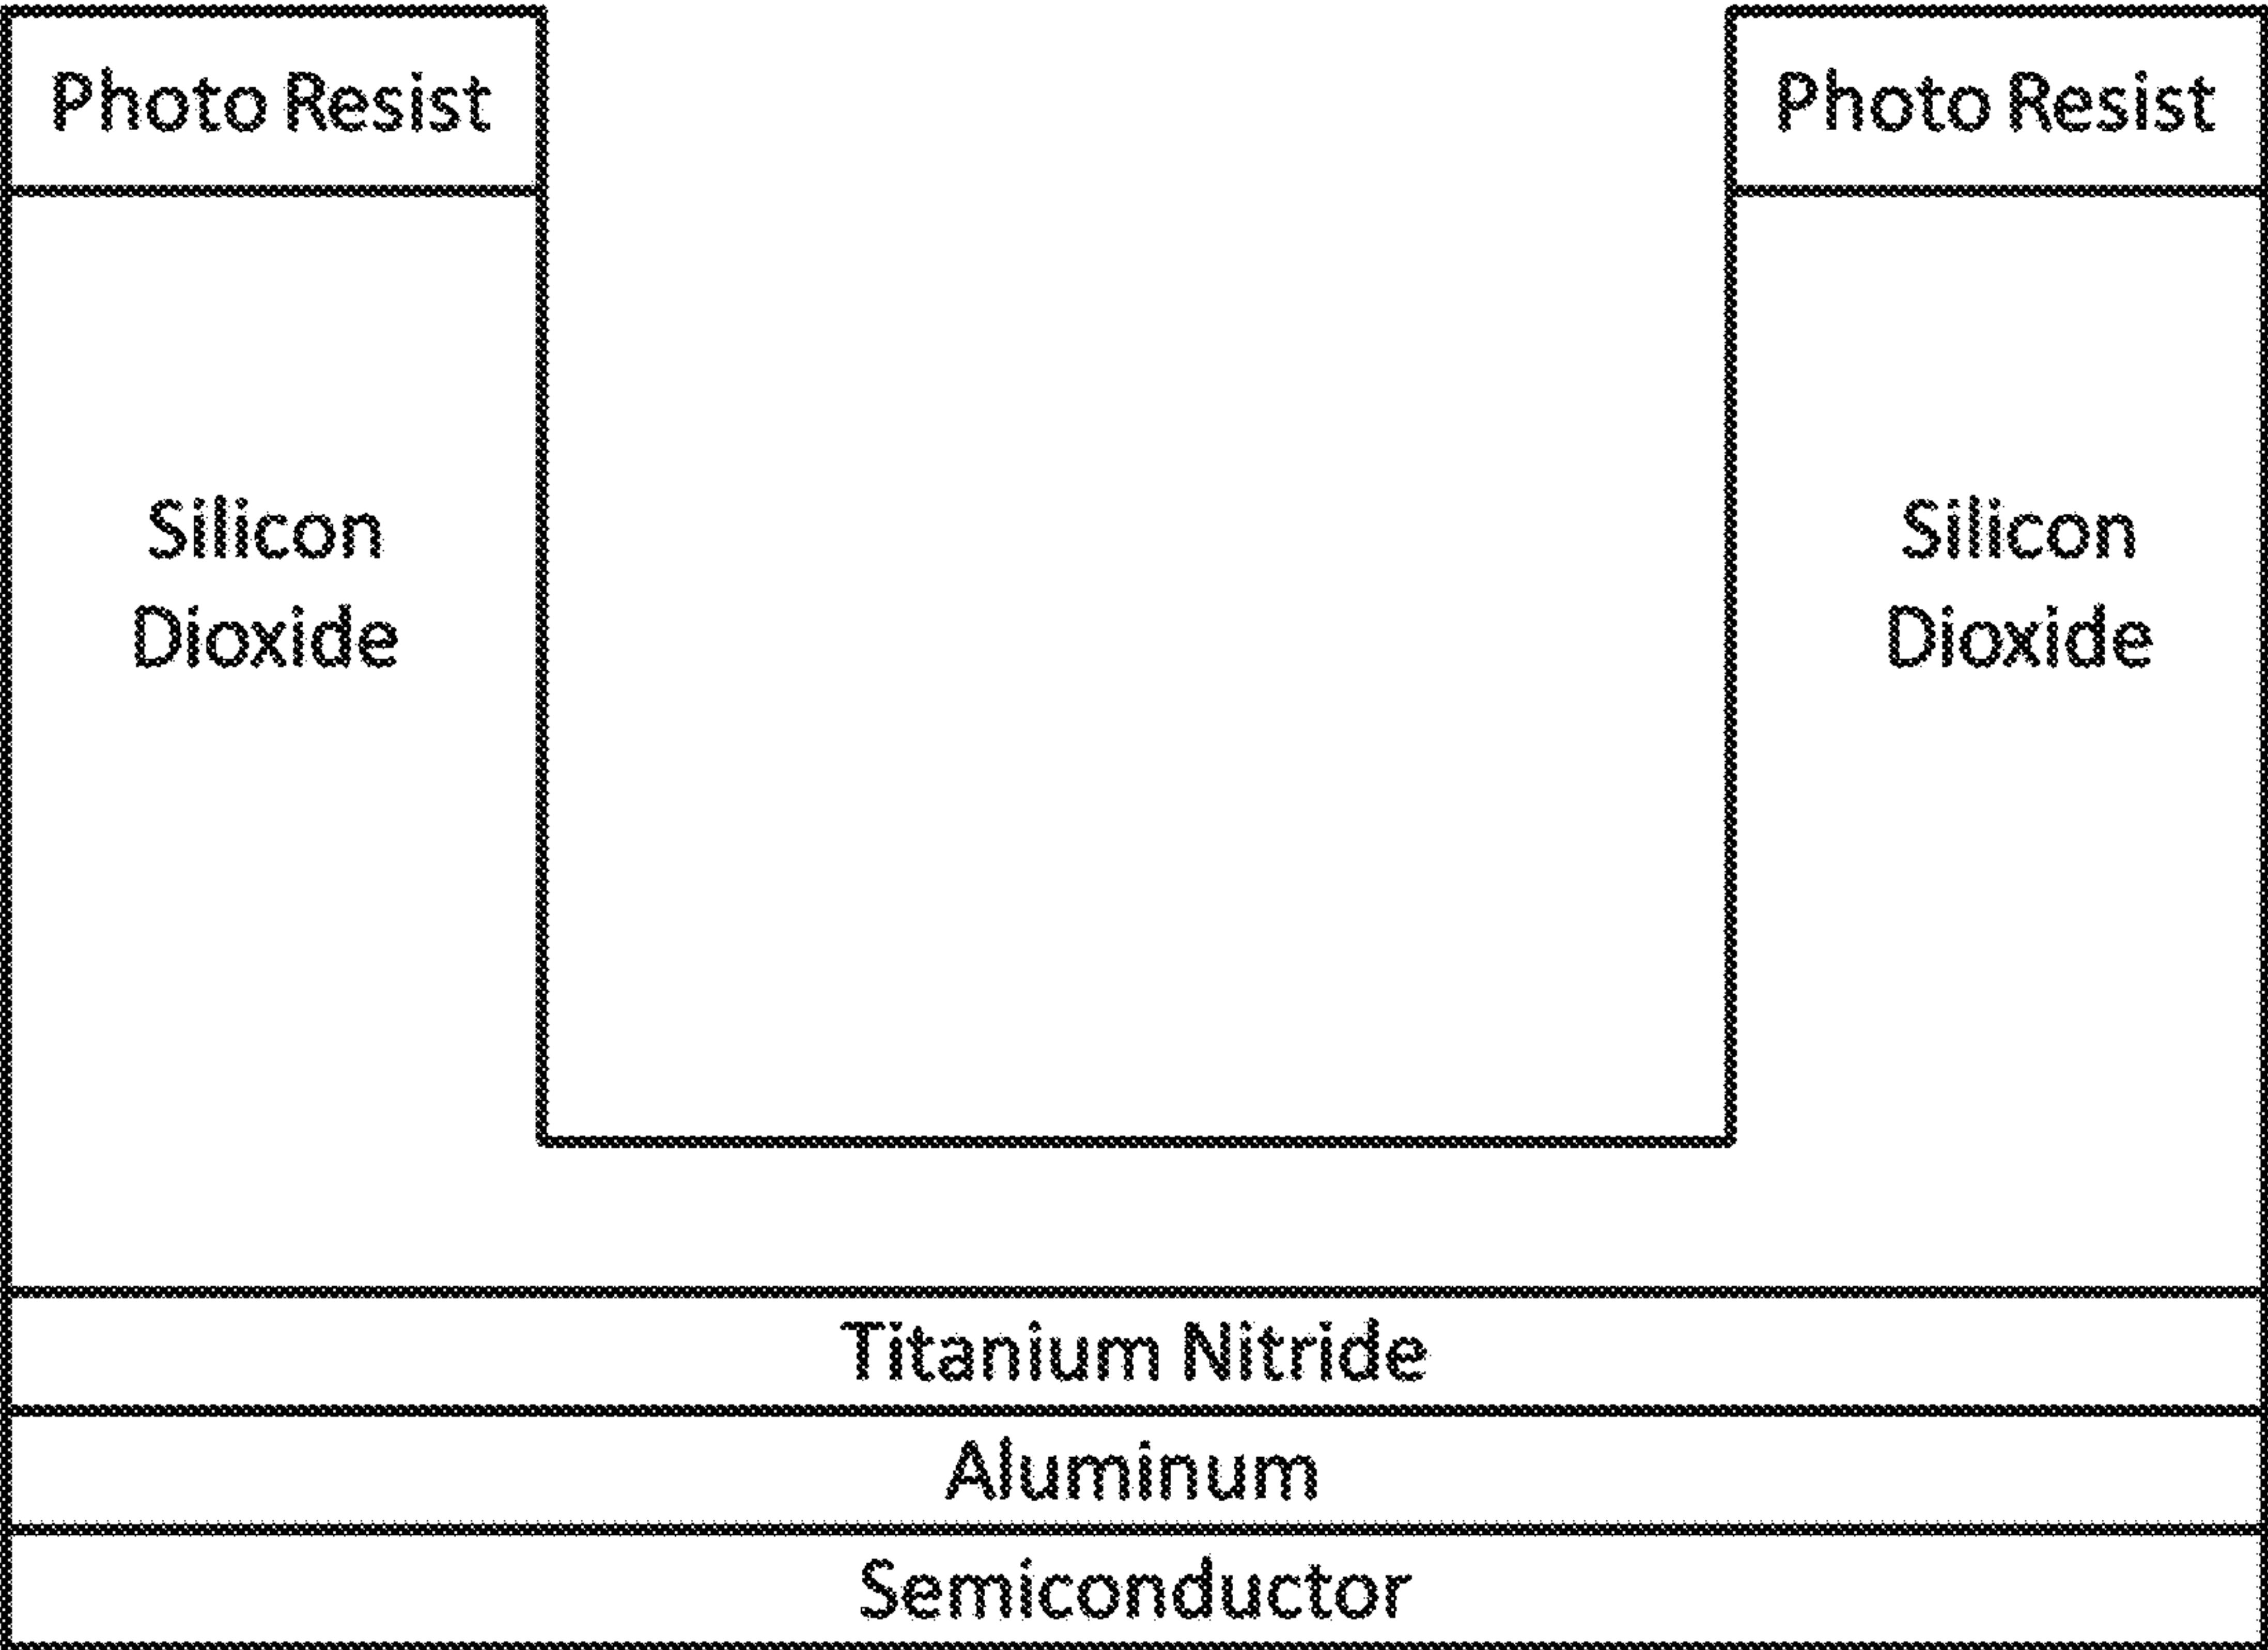 Photo Resist
Photo Resist
Silicon
Dioxide
Silicon
Dioxide
Titanium Nitride
Aluminum
Semiconductor